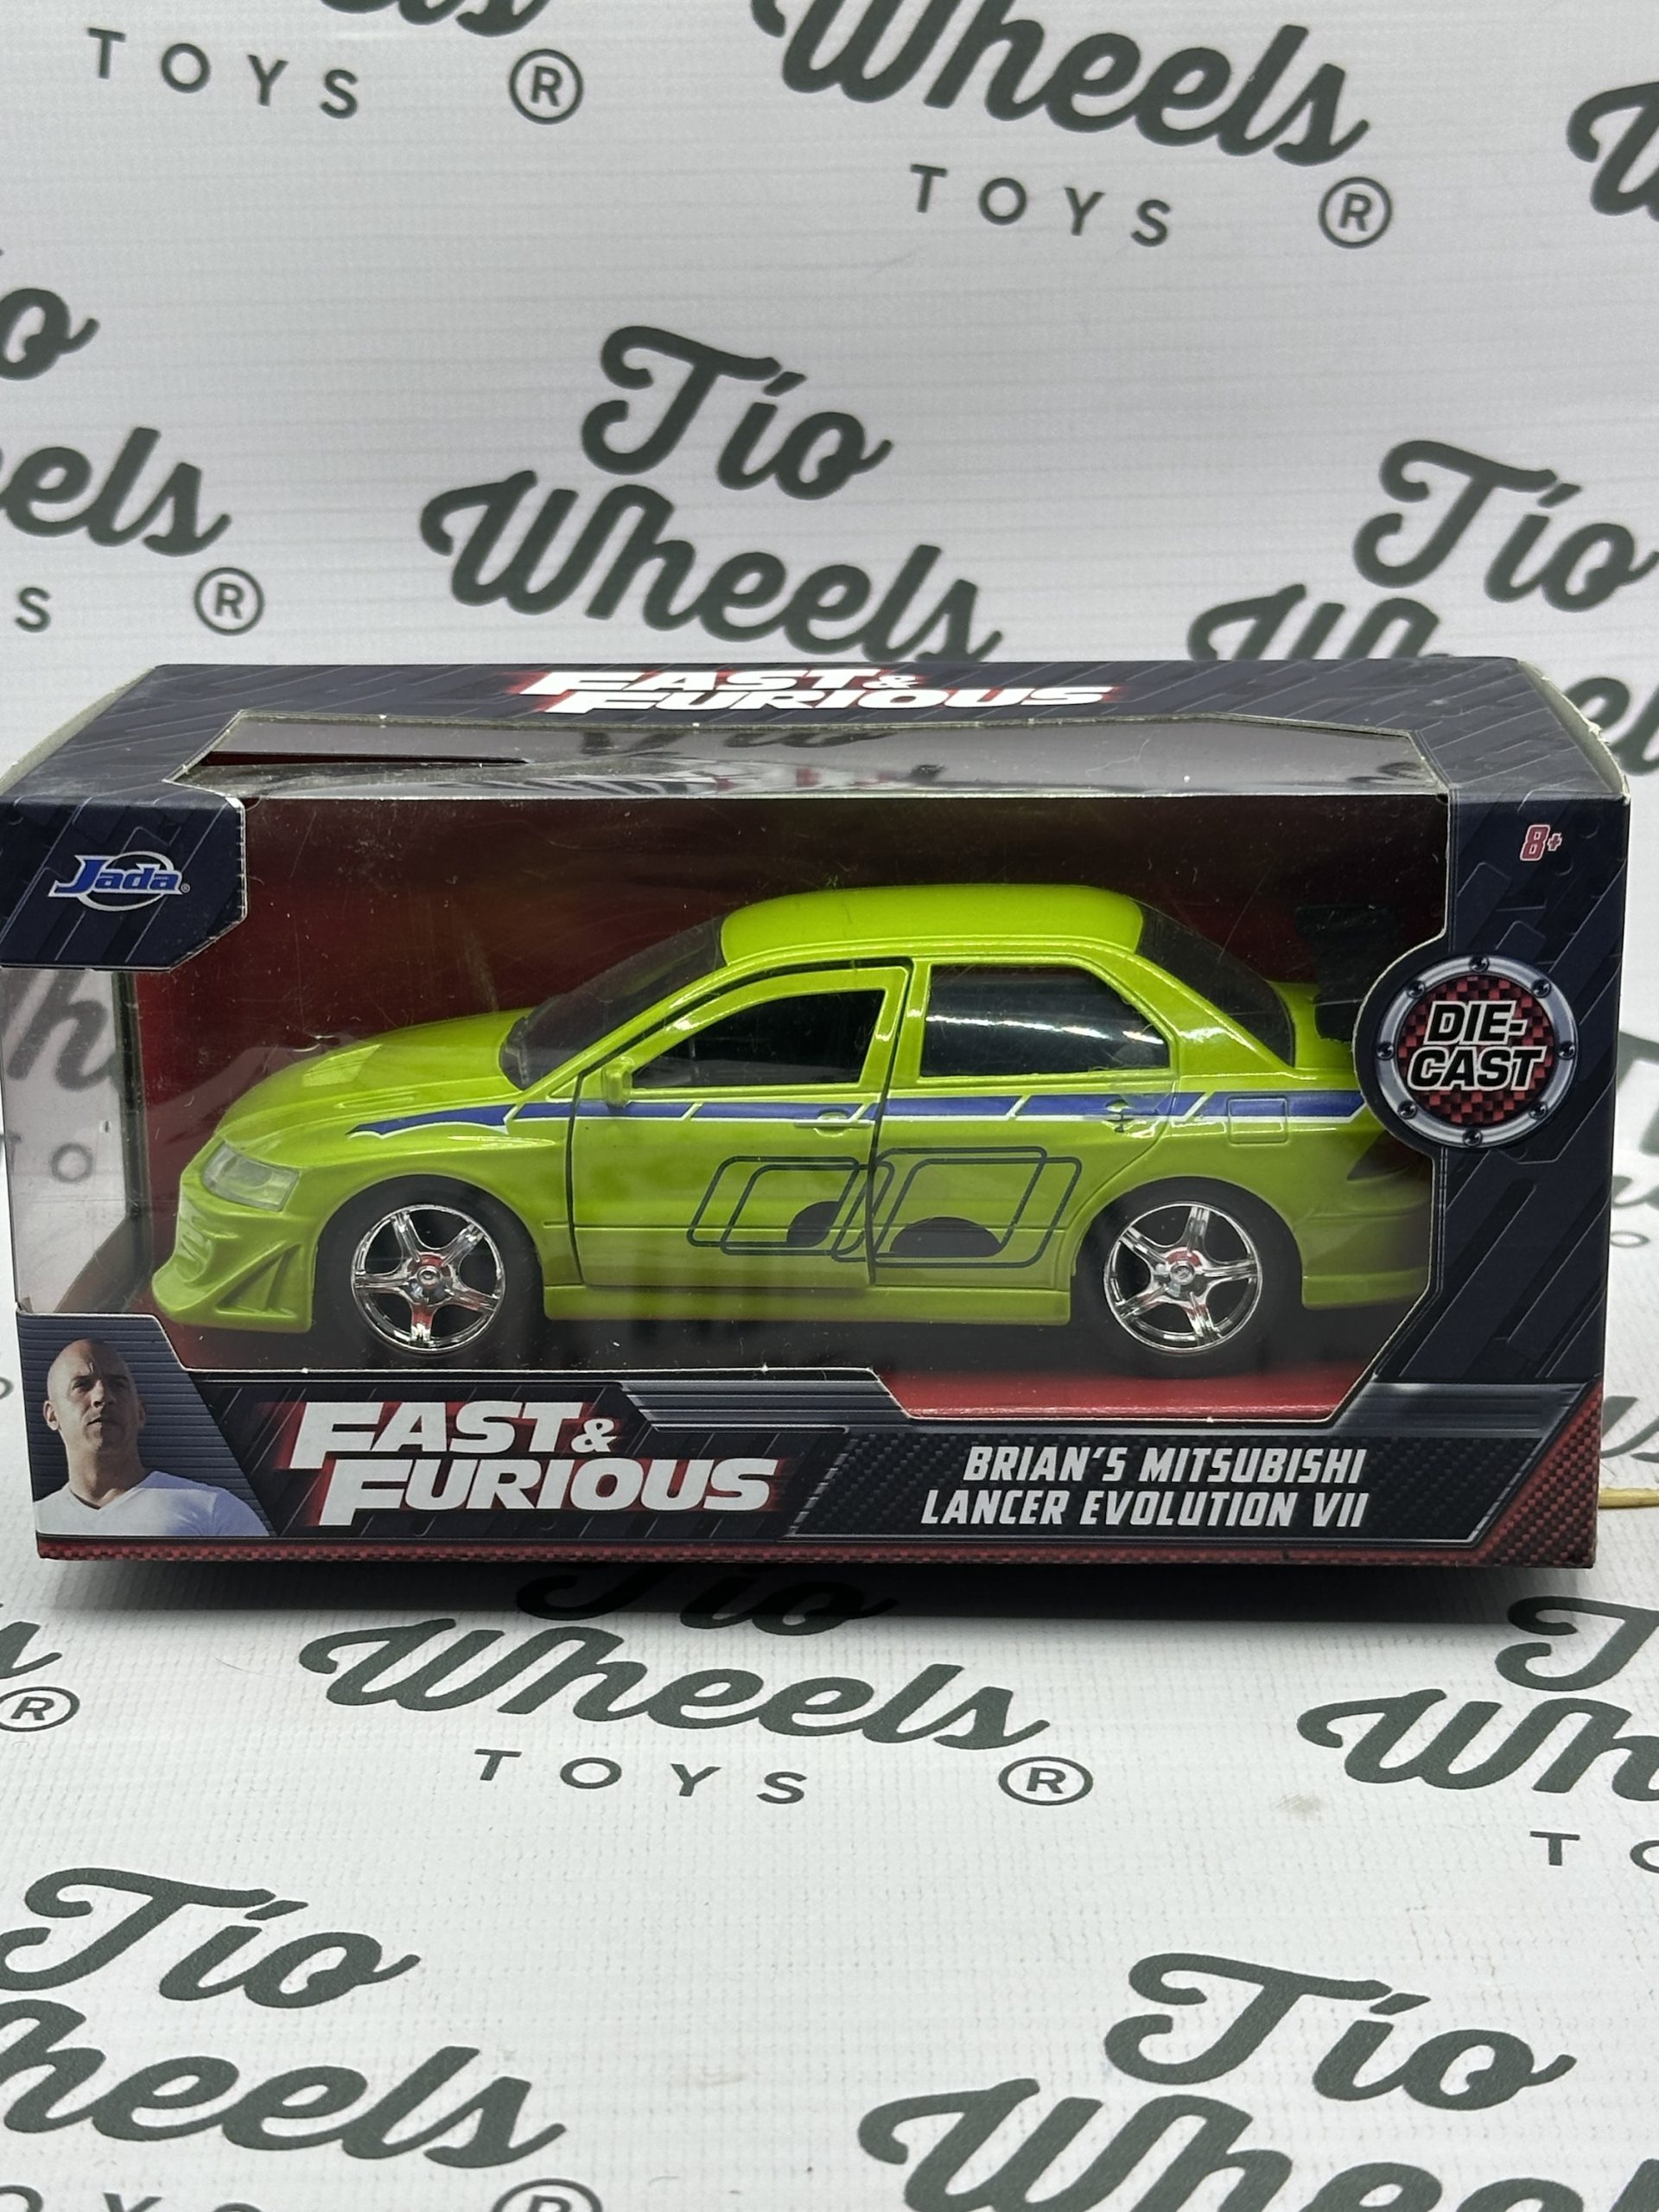 TOYS ®
Wheels
TOYS ®
Tío
Wheels
Tío
®
FAST &
FURIOUS
Jada
8+
DIE-
CAST
FAST &
FURIOUS
BRIAN'S MITSUBISHI
LANCER EVOLUTION VII
Tío
Wheels
TOYS ®
®
Tío
Tío